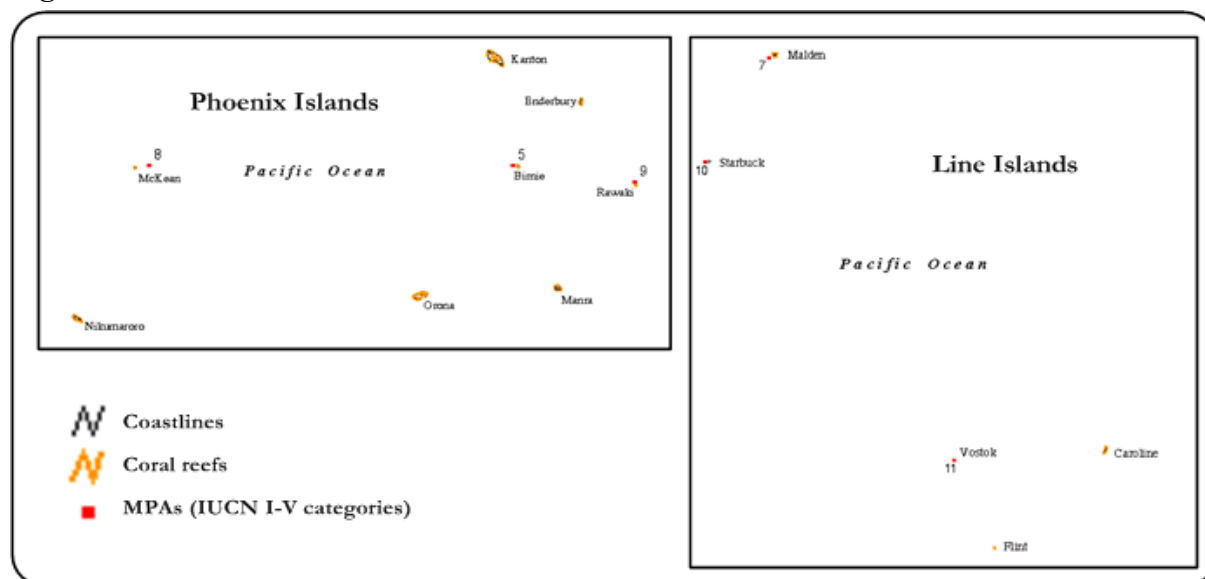 Kanton
Phoenix Islands
Enderbury
8
McKean
Pacific Ocean
5
Birnie
9
Rawaki
Orona
Manra
Nikumaroro
Coastlines
Coral reefs
MPAs (IUCN I-V categories)
7
Malden
10
Starbuck
Line Islands
Pacific Ocean
Vostok
11
Caroline
Flint